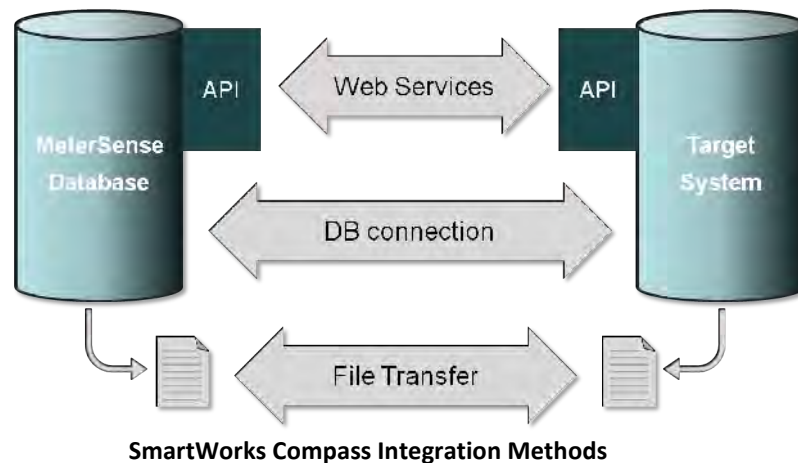 API
Web Services
API
MeterSense
Database
Target
System
DB connection
File Transfer
SmartWorks Compass Integration Methods